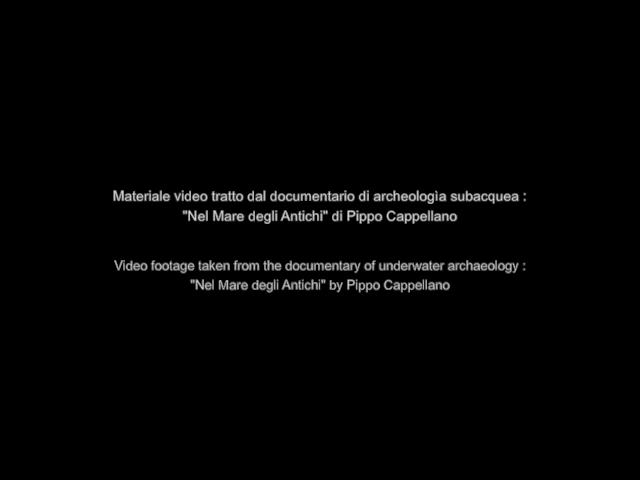 Materiale video tratto dal documentario di archeologìa subacquea :
"Nel Mare degli Antichi" di Pippo Cappellano
Video footage taken from the documentary of underwater archaeology :
"Nel Mare degli Antichi" by Pippo Cappellano